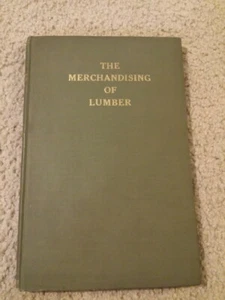 THE
MERCHANDISING
OF
LUMBER